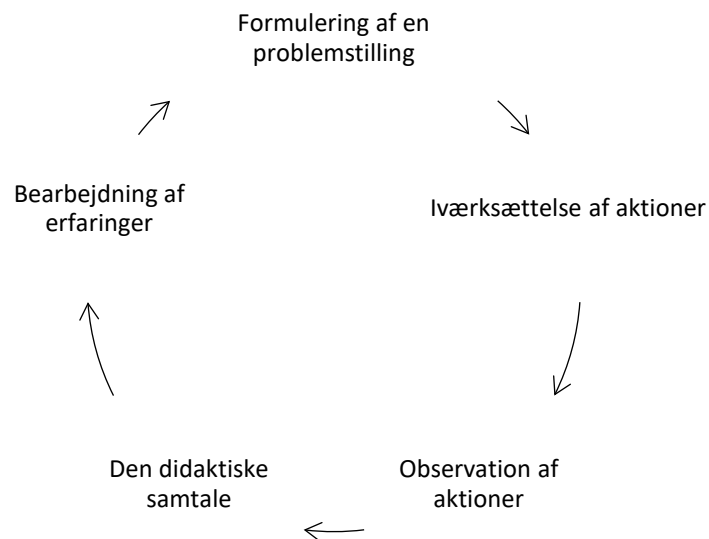 Formulering af en
problemstilling
Iværksættelse af aktioner
Observation af
aktioner
Den didaktiske
samtale
Bearbejdning af
erfaringer